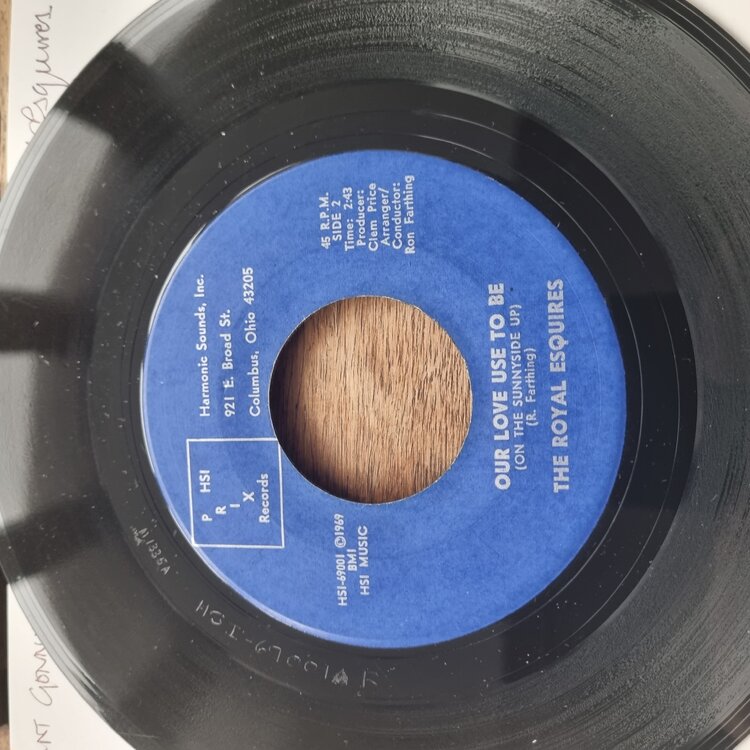 P HSI
R
I
X
Records
Harmonic Sounds, Inc.
921 E. Broad St.
Columbus, Ohio 43205
HSI-69001 ©1969
BMI
HSI MUSIC
45 R.P.M.
SIDE 2
Time: 2:43
Producer:
Clem Price
Arranger/
Conductor:
Ron Farthing
OUR LOVE USE TO BE
(ON THE SUNNYSIDE UP)
(R. Farthing)
THE ROYAL ESQUIRES
Esquires